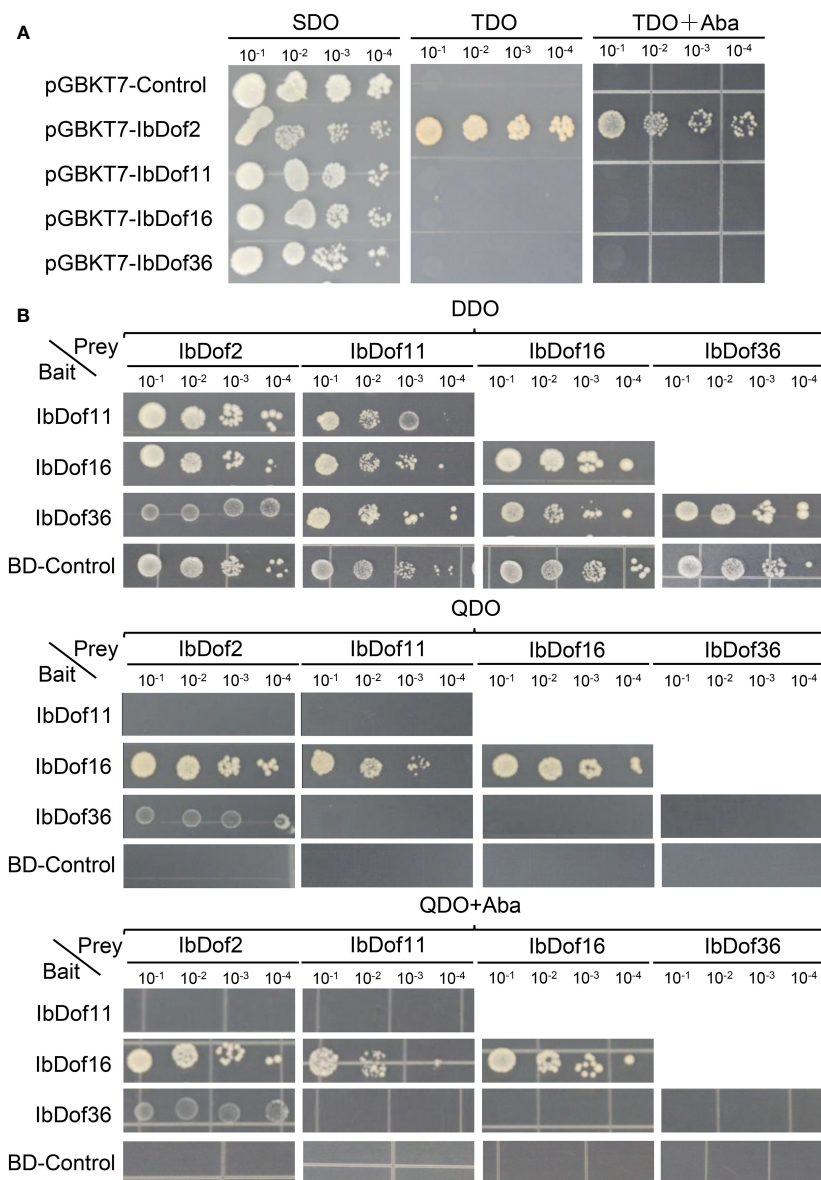 A
SDO TDO TDO+Aba
10-1 10-2 10-3 10-4 10-1 10-2 10-3 10-4 10-1 10-2 10-3 10-4
pGBKT7-Control
pGBKT7-IbDof2
pGBKT7-IbDof11
pGBKT7-IbDof16
pGBKT7-IbDof36
B
DDO
Prey IbDof2 IbDof11 IbDof16 IbDof36
Bait
10-1 10-2 10-3 10-4 10-1 10-2 10-3 10-4 10-1 10-2 10-3 10-4 10-1 10-2 10-3 10-4
IbDof11
IbDof16
IbDof36
BD-Control
QDO
Prey IbDof2 IbDof11 IbDof16 IbDof36
Bait
10-1 10-2 10-3 10-4 10-1 10-2 10-3 10-4 10-1 10-2 10-3 10-4 10-1 10-2 10-3 10-4
IbDof11
IbDof16
IbDof36
BD-Control
QDO+Aba
Prey IbDof2 IbDof11 IbDof16 IbDof36
Bait
10-1 10-2 10-3 10-4 10-1 10-2 10-3 10-4 10-1 10-2 10-3 10-4 10-1 10-2 10-3 10-4
IbDof11
IbDof16
IbDof36
BD-Control